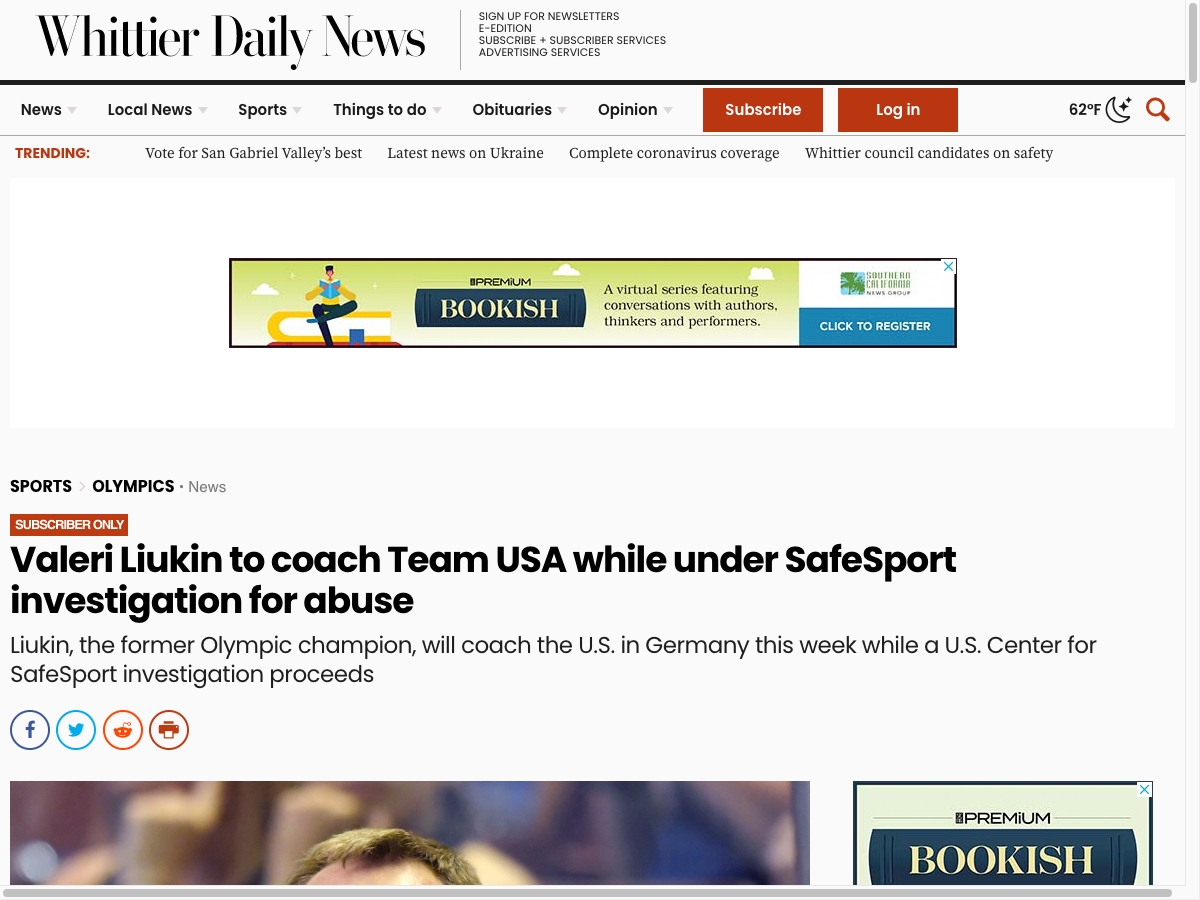 Whittier Daily News
SIGN UP FOR NEWSLETTERS
E-EDITION
SUBSCRIBE + SUBSCRIBER SERVICES
ADVERTISING SERVICES
News
Local News
Sports
Things to do
Obituaries
Opinion
Subscribe
Log in
62°F
TRENDING:
Vote for San Gabriel Valley’s best
Latest news on Ukraine
Complete coronavirus coverage
Whittier council candidates on safety
PREMIUM
BOOKISH
A virtual series featuring
conversations with authors,
thinkers and performers.
SOUTHERN
CALIFORNIA
NEWS GROUP
CLICK TO REGISTER
SPORTS > OLYMPICS • News
SUBSCRIBER ONLY
Valeri Liukin to coach Team USA while under SafeSport
investigation for abuse
Liukin, the former Olympic champion, will coach the U.S. in Germany this week while a U.S. Center for
SafeSport investigation proceeds
PREMIUM
BOOKISH